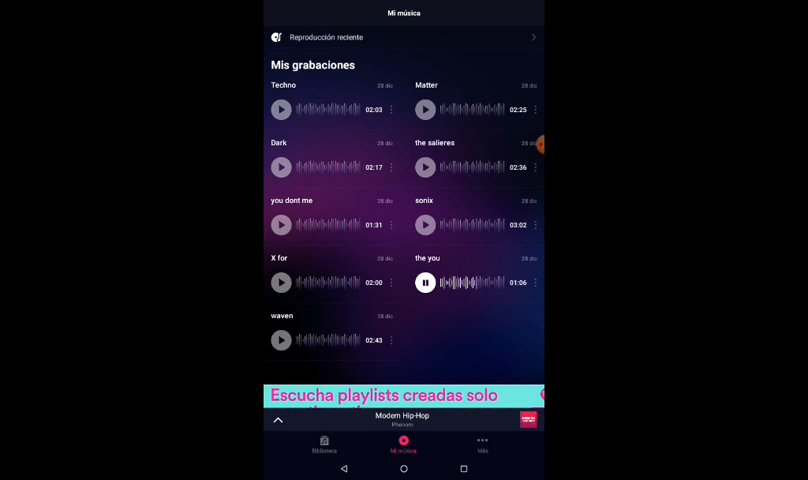 Mi música
Reproducción reciente
Mis grabaciones
Techno 28 dic
02:03
Matter 28 dic
02:25
Dark 28 dic
02:17
the salieres 28 dic
02:36
you dont me 28 dic
01:31
sonix 28 dic
03:02
X for 28 dic
02:00
the you 28 dic
01:06
waven 28 dic
02:43
Escucha playlists creadas solo
Modern Hip-Hop
Phenom
Biblioteca Mi música Más